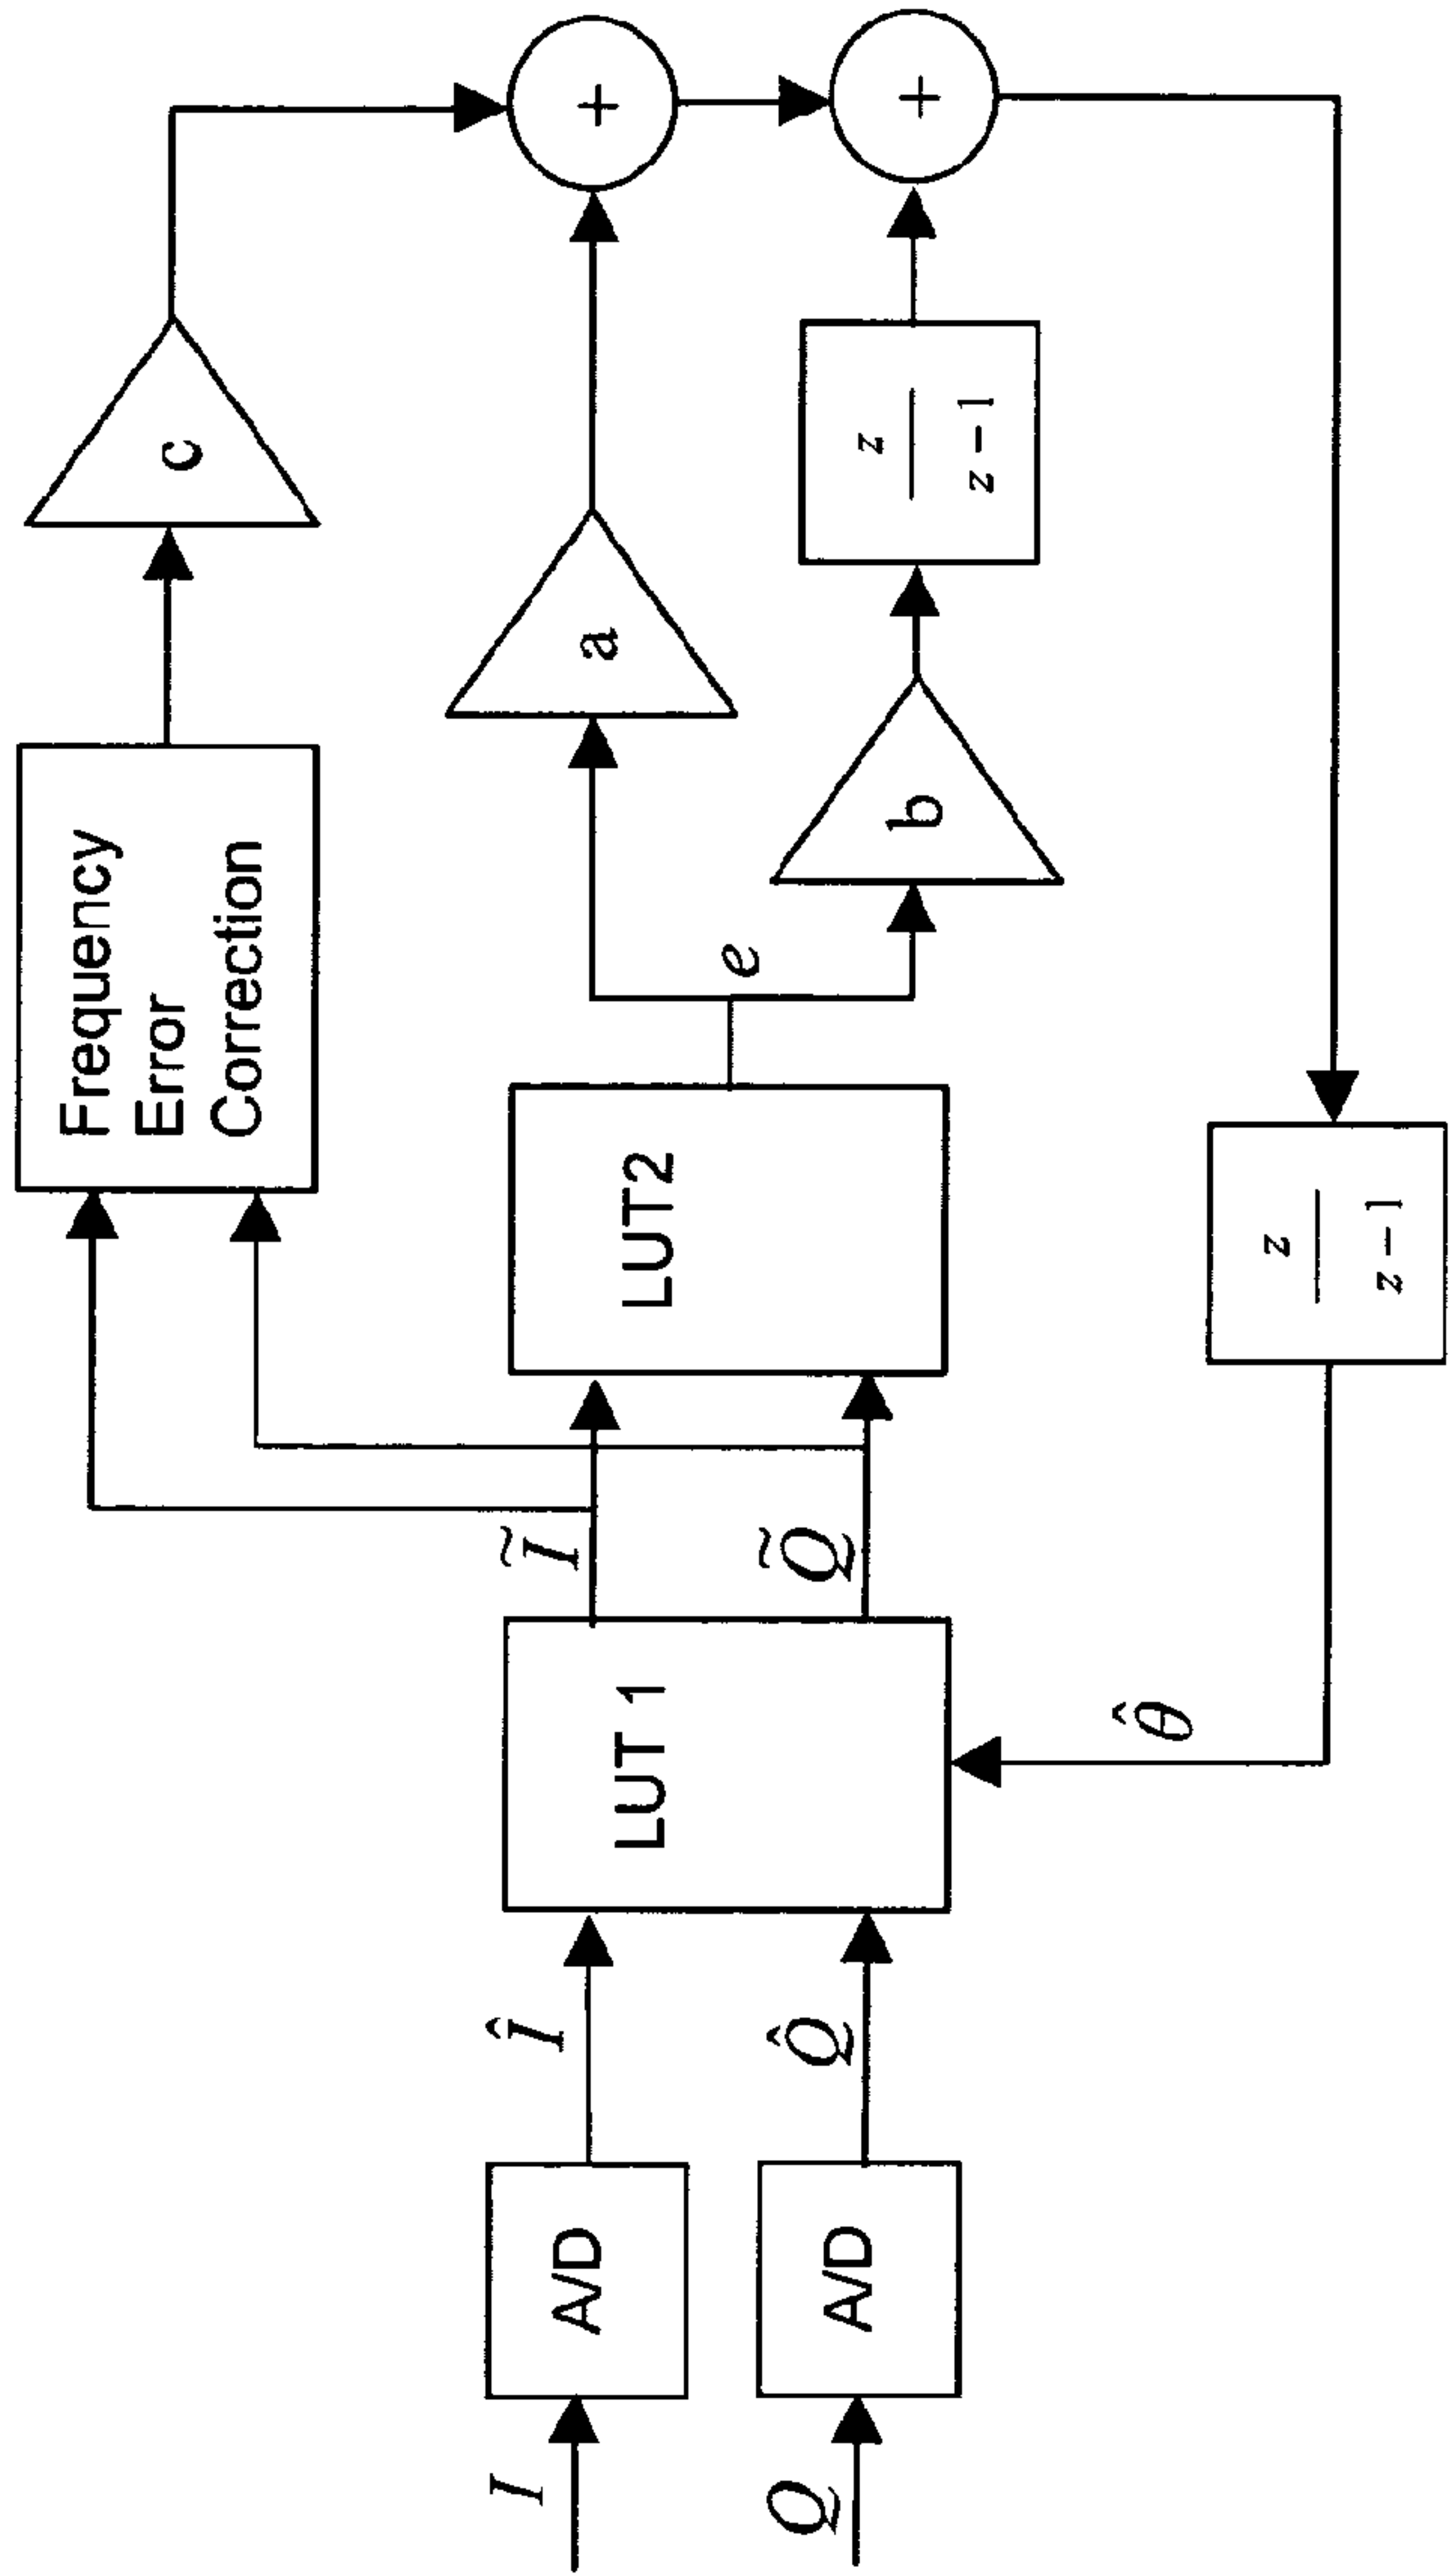 I
Q
A/D
A/D
Î
Q̂
LUT 1
θ̂
Ĩ
Q̃
LUT2
e
Frequency
Error
Correction
c
a
b
z
z − 1
z
z − 1
+
+